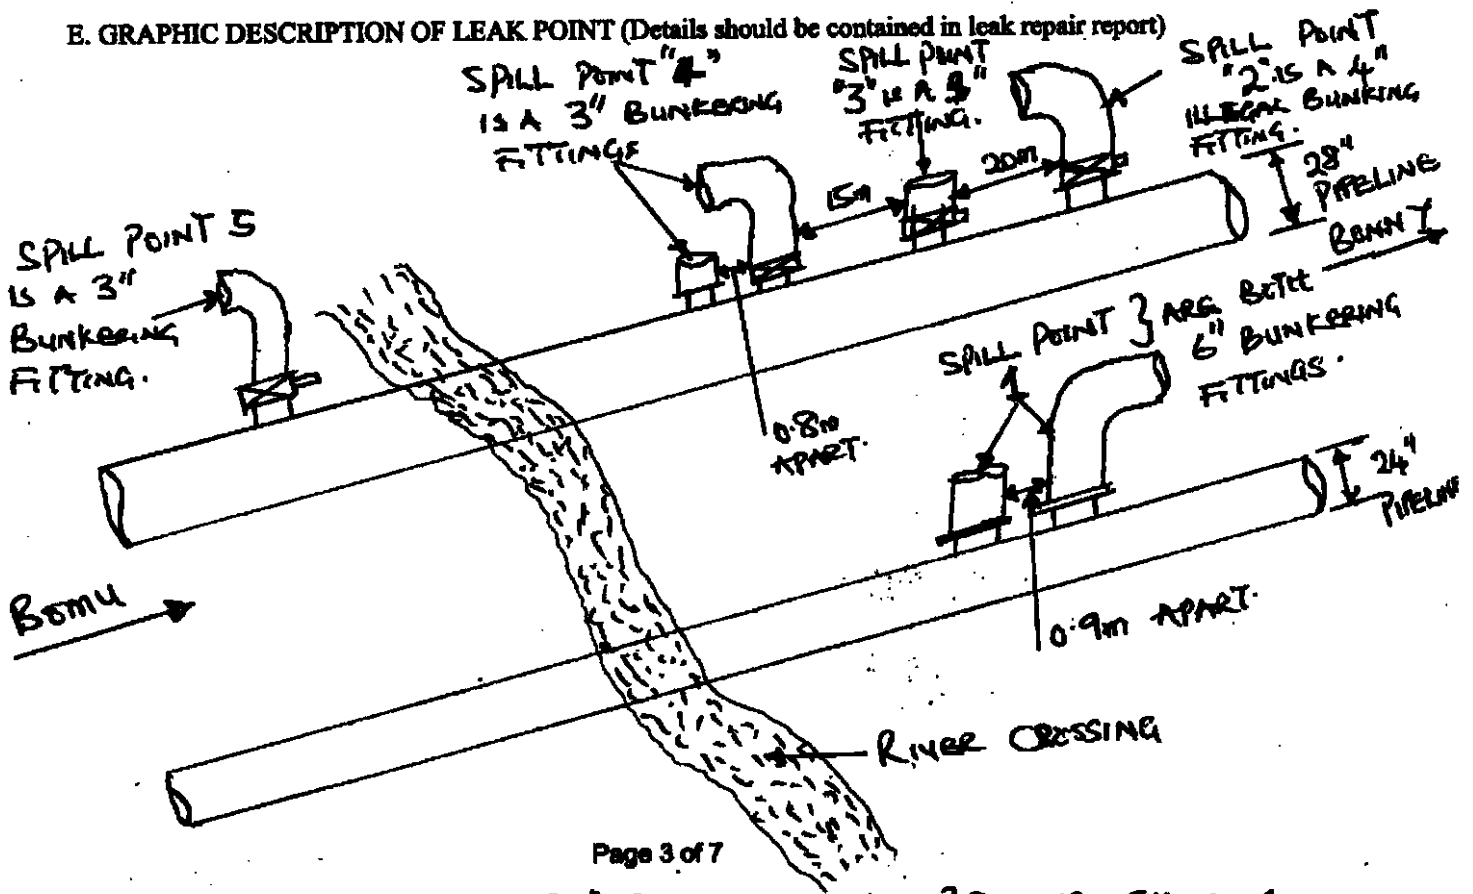 E. GRAPHIC DESCRIPTION OF LEAK POINT (Details should be contained in leak repair report)
SPILL POINT "4"
IS A 3" BUNKERING
FITTINGS
SPILL POINT
"3" IS A 3"
FITTING.
SPILL POINT
"2" IS A 4"
ILLEGAL BUNKING
FITTING.
28"
PIPELINE
BONNY
15m
20m
SPILL POINT 5
IS A 3"
BUNKERING
FITTING.
SPILL POINT } ARE BOTH
1
6" BUNKERING
FITTINGS.
0.8m
APART.
24"
PIPELINE
0.9m APART.
BOMU
RIVER CROSSING
Page 3 of 7